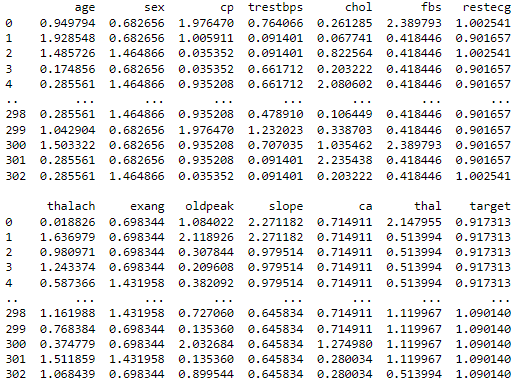 age sex cp trestbps chol fbs restecg
0 0.949794 0.682656 1.976470 0.764066 0.261285 2.389793 1.002541
1 1.928548 0.682656 1.005911 0.091401 0.067741 0.418446 0.901657
2 1.485726 1.464866 0.035352 0.091401 0.822564 0.418446 1.002541
3 0.174856 0.682656 0.035352 0.661712 0.203222 0.418446 0.901657
4 0.285561 1.464866 0.935208 0.661712 2.080602 0.418446 0.901657
.. ... ... ... ... ... ... ...
298 0.285561 1.464866 0.935208 0.478910 0.106449 0.418446 0.901657
299 1.042904 0.682656 1.976470 1.232023 0.338703 0.418446 0.901657
300 1.503322 0.682656 0.935208 0.707035 1.035462 2.389793 0.901657
301 0.285561 0.682656 0.935208 0.091401 2.235438 0.418446 0.901657
302 0.285561 1.464866 0.035352 0.091401 0.203222 0.418446 1.002541
thalach exang oldpeak slope ca thal target
0 0.018826 0.698344 1.084022 2.271182 0.714911 2.147955 0.917313
1 1.636979 0.698344 2.118926 2.271182 0.714911 0.513994 0.917313
2 0.980971 0.698344 0.307844 0.979514 0.714911 0.513994 0.917313
3 1.243374 0.698344 0.209608 0.979514 0.714911 0.513994 0.917313
4 0.587366 1.431958 0.382092 0.979514 0.714911 0.513994 0.917313
.. ... ... ... ... ... ... ...
298 1.161988 1.431958 0.727060 0.645834 0.714911 1.119967 1.090140
299 0.768384 0.698344 0.135360 0.645834 0.714911 1.119967 1.090140
300 0.374779 0.698344 2.032684 0.645834 1.274980 1.119967 1.090140
301 1.511859 1.431958 0.135360 0.645834 0.280034 1.119967 1.090140
302 1.068439 0.698344 0.899544 0.645834 0.280034 0.513994 1.090140